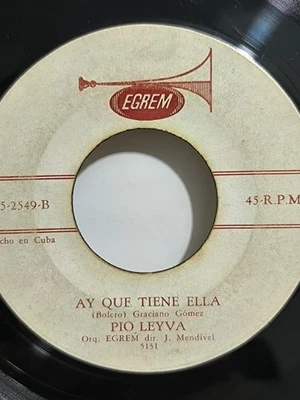 EGREM
5-2549-B
45-R.P.M
cho en Cuba
AY QUE TIENE ELLA
(Bolero) Graciano Gómez
PIO LEYVA
Orq. EGREM dir. J. Mendivel
5131